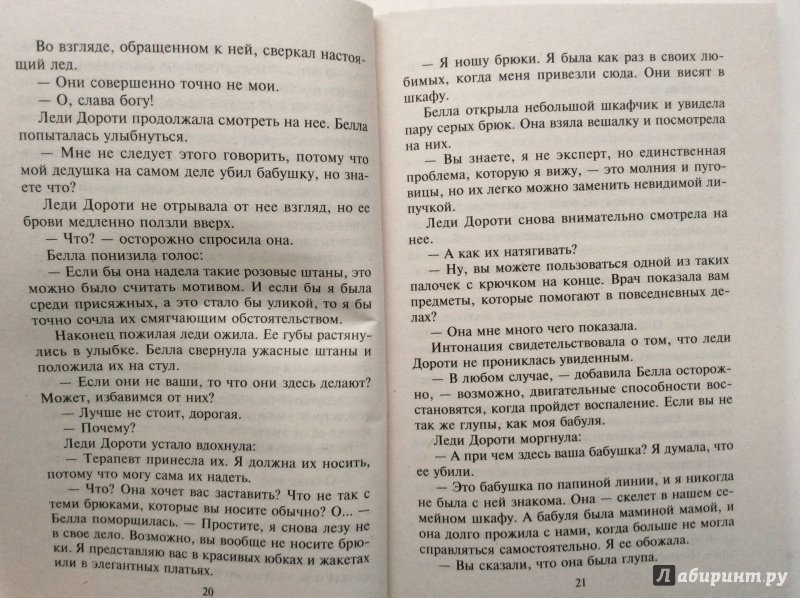 Во взгляде, обращенном к ней, сверкал настоя-
щий лед.
— Они совершенно точно не мои.
— О, слава богу!
Леди Дороти продолжала смотреть на нее. Белла
попыталась улыбнуться.
— Мне не следует этого говорить, потому что
мой дедушка на самом деле убил бабушку, но зна-
ете что?
Леди Дороти не отрывала от нее взгляд, но ее
брови медленно ползли вверх.
— Что? — осторожно спросила она.
Белла понизила голос:
— Если бы она надела такие розовые штаны, это
можно было считать мотивом. И если бы я была
среди присяжных, а это стало бы уликой, то я бы
точно сочла их смягчающим обстоятельством.
Наконец пожилая леди ожила. Ее губы растяну-
лись в улыбке. Белла свернула ужасные штаны и
положила их на стул.
— Если они не ваши, то что они здесь делают?
Может, избавимся от них?
— Лучше не стоит, дорогая.
— Почему?
Леди Дороти устало вдохнула:
— Терапевт принесла их. Я должна их носить,
потому что могу сама их надеть.
— Что? Она хочет вас заставить? Что не так с
теми брюками, которые вы носите обычно? О... —
Белла поморщилась. — Простите, я снова лезу не
в свое дело. Возможно, вы вообще не носите брю-
ки. Я представляю вас в красивых юбках и жакетах
или в элегантных платьях.
20
— Я ношу брюки. Я была как раз в своих лю-
бимых, когда меня привезли сюда. Они висят в
шкафу.
Белла открыла небольшой шкафчик и увидела
пару серых брюк. Она взяла вешалку и посмотрела
на них.
— Вы знаете, я не эксперт, но единственная
проблема, которую я вижу, — это молния и пуго-
вицы, но их легко можно заменить невидимой ли-
пучкой.
Леди Дороти снова внимательно смотрела на
нее.
— А как их натягивать?
— Ну, вы можете пользоваться одной из таких
палочек с крючком на конце. Врач показала вам
предметы, которые помогают в повседневных де-
лах?
— Она мне много чего показала.
Интонация свидетельствовала о том, что леди
Дороти не прониклась увиденным.
— В любом случае, — добавила Белла осторож-
но, — возможно, двигательные способности вос-
становятся, когда пройдет воспаление. Если вы не
так же глупы, как моя бабуля.
Леди Дороти моргнула:
— А при чем здесь ваша бабушка? Я думала, что
ее убили.
— Это бабушка по папиной линии, и я никогда
не была с ней знакома. Она — скелет в нашем се-
мейном шкафу. А бабуля была маминой мамой, и
она долго прожила с нами, когда больше не могла
справляться самостоятельно. Я ее обожала.
— Вы сказали, что она была глупа.
21
Лабиринт.ру